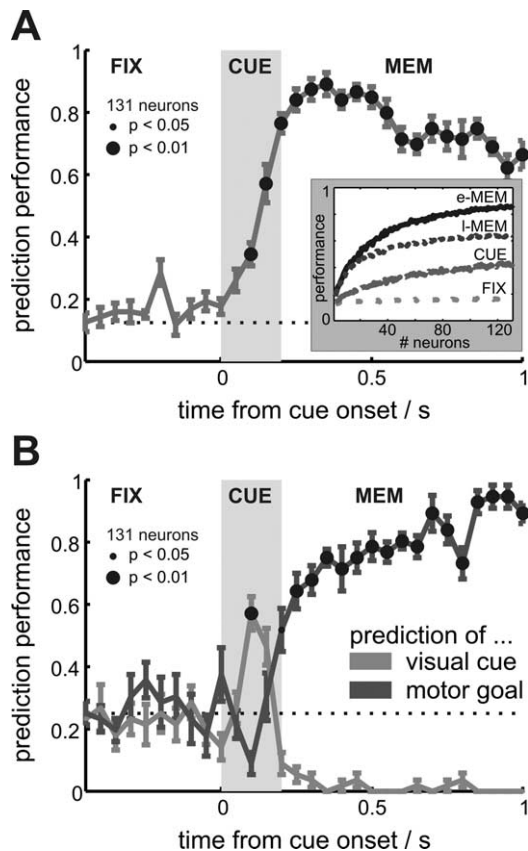 A
FIX CUE MEM
131 neurons
p < 0.05
p < 0.01
prediction performance
1
0.8
0.6
0.4
0.2
0
0 0.5 1
time from cue onset / s
performance
1
0
e-MEM
l-MEM
CUE
FIX
40 80 120
# neurons
B
FIX CUE MEM
131 neurons
p < 0.05
p < 0.01
prediction performance
1
0.8
0.6
0.4
0.2
0
prediction of ...
visual cue
motor goal
0 0.5 1
time from cue onset / s